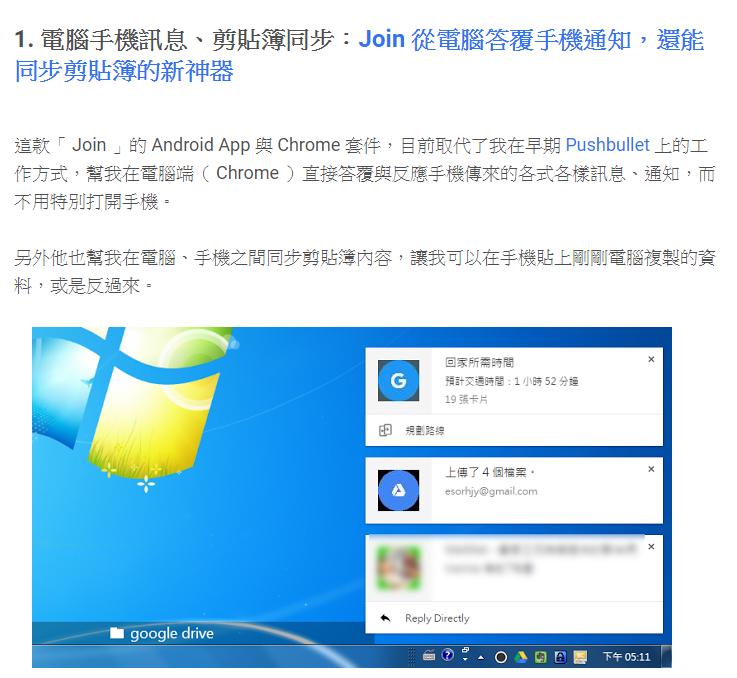 1. 電腦手機訊息、剪貼簿同步：Join 從電腦答覆手機通知，還能
同步剪貼簿的新神器
這款「 Join 」的 Android App 與 Chrome 套件，目前取代了我在早期 Pushbullet 上的工
作方式，幫我在電腦端（ Chrome ）直接答覆與反應手機傳來的各式各樣訊息、通知，而
不用特別打開手機。
另外他也幫我在電腦、手機之間同步剪貼簿內容，讓我可以在手機貼上剛剛電腦複製的資
料，或是反過來。
回家所需時間
預計交通時間：1 小時 52 分鐘
19 張卡片
規劃路線
上傳了 4 個檔案。
esorhjy@gmail.com
Reply Directly
google drive
下午 05:11